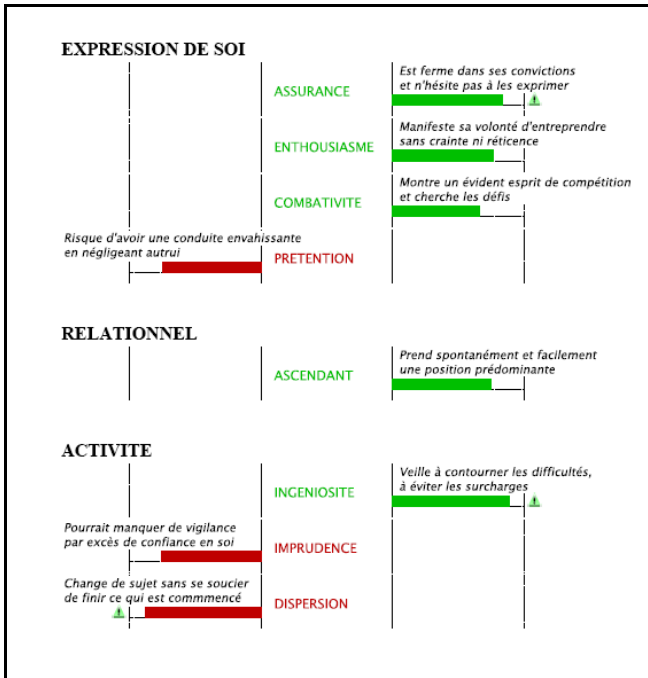 EXPRESSION DE SOI
Est ferme dans ses convictions
et n'hésite pas à les exprimer
ASSURANCE
Manifeste sa volonté d'entreprendre
sans crainte ni réticence
ENTHOUSIASME
Montre un évident esprit de compétition
et cherche les défis
COMBATIVITE
Risque d'avoir une conduite envahissante
en négligeant autrui
PRETENTION
RELATIONNEL
Prend spontanément et facilement
une position prédominante
ASCENDANT
ACTIVITE
Veille à contourner les difficultés,
à éviter les surcharges
INGENIOSITE
Pourrait manquer de vigilance
par excès de confiance en soi
IMPRUDENCE
Change de sujet sans se soucier
de finir ce qui est commmencé
DISPERSION